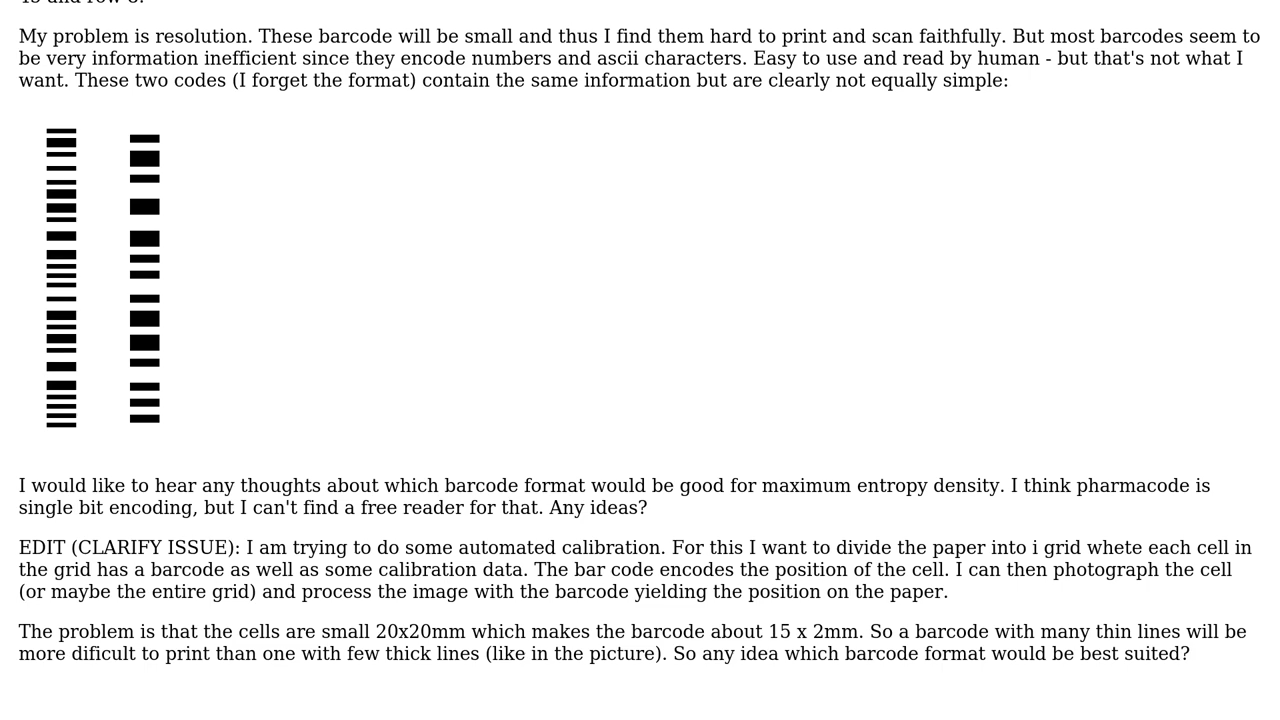 My problem is resolution. These barcode will be small and thus I find them hard to print and scan faithfully. But most barcodes seem to
be very information inefficient since they encode numbers and ascii characters. Easy to use and read by human - but that's not what I
want. These two codes (I forget the format) contain the same information but are clearly not equally simple:
I would like to hear any thoughts about which barcode format would be good for maximum entropy density. I think pharmacode is
single bit encoding, but I can't find a free reader for that. Any ideas?
EDIT (CLARIFY ISSUE): I am trying to do some automated calibration. For this I want to divide the paper into i grid whete each cell in
the grid has a barcode as well as some calibration data. The bar code encodes the position of the cell. I can then photograph the cell
(or maybe the entire grid) and process the image with the barcode yielding the position on the paper.
The problem is that the cells are small 20x20mm which makes the barcode about 15 x 2mm. So a barcode with many thin lines will be
more dificult to print than one with few thick lines (like in the picture). So any idea which barcode format would be best suited?